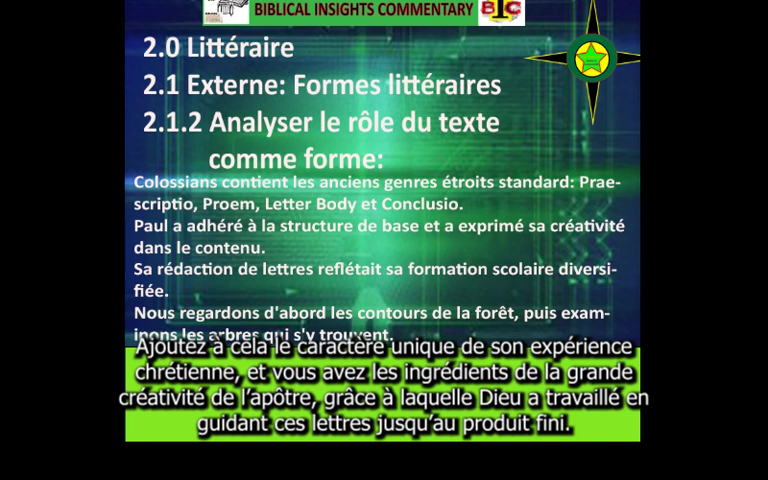 BIBLICAL INSIGHTS COMMENTARY
BIC
2.0 Littéraire
2.1 Externe: Formes littéraires
2.1.2 Analyser le rôle du texte
comme forme:
Colossians contient les anciens genres étroits standard: Prae-
scriptio, Proem, Letter Body et Conclusio.
Paul a adhéré à la structure de base et a exprimé sa créativité
dans le contenu.
Sa rédaction de lettres reflétait sa formation scolaire diversi-
fiée.
Nous regardons d'abord les contours de la forêt, puis exam-
inons les arbres qui s'y trouvent.
Ajoutez à cela le caractère unique de son expérience
chrétienne, et vous avez les ingrédients de la grande
créativité de l'apôtre, grâce à laquelle Dieu a travaillé en
guidant ces lettres jusqu'au produit fini.